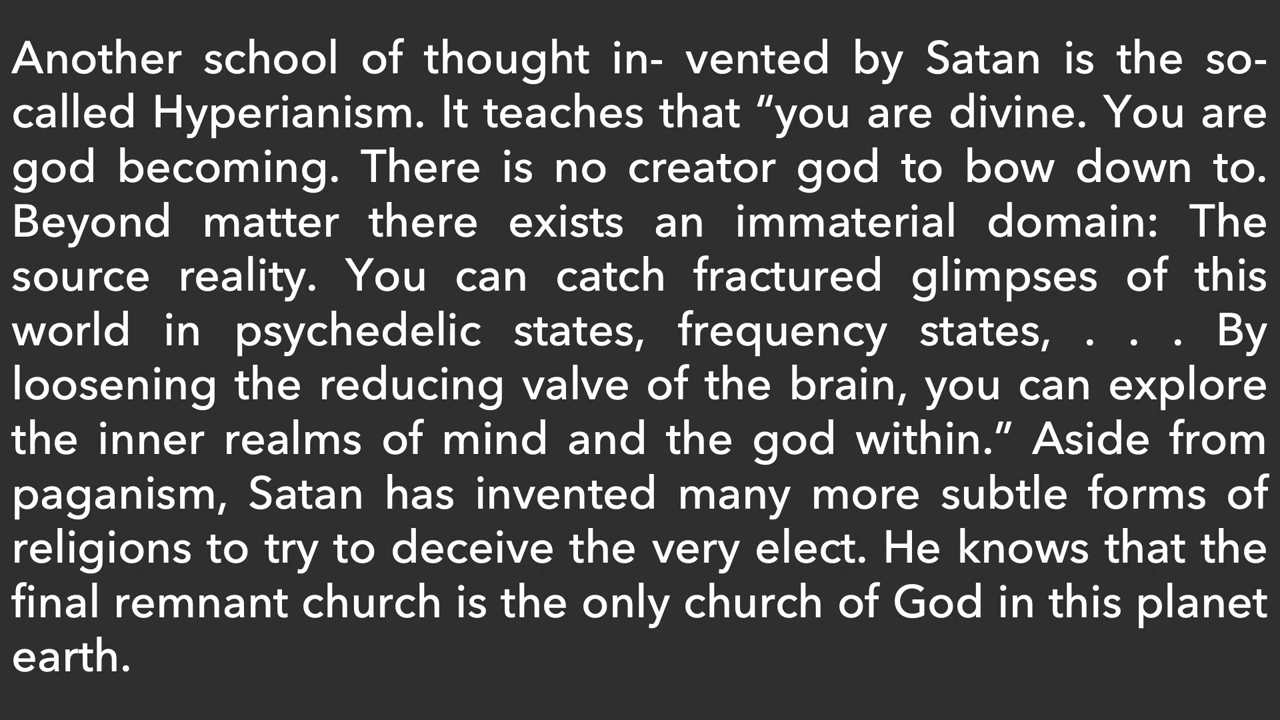 Another school of thought in- vented by Satan is the so-
called Hyperianism. It teaches that “you are divine. You are
god becoming. There is no creator god to bow down to.
Beyond matter there exists an immaterial domain: The
source reality. You can catch fractured glimpses of this
world in psychedelic states, frequency states, . . . By
loosening the reducing valve of the brain, you can explore
the inner realms of mind and the god within.” Aside from
paganism, Satan has invented many more subtle forms of
religions to try to deceive the very elect. He knows that the
final remnant church is the only church of God in this planet
earth.